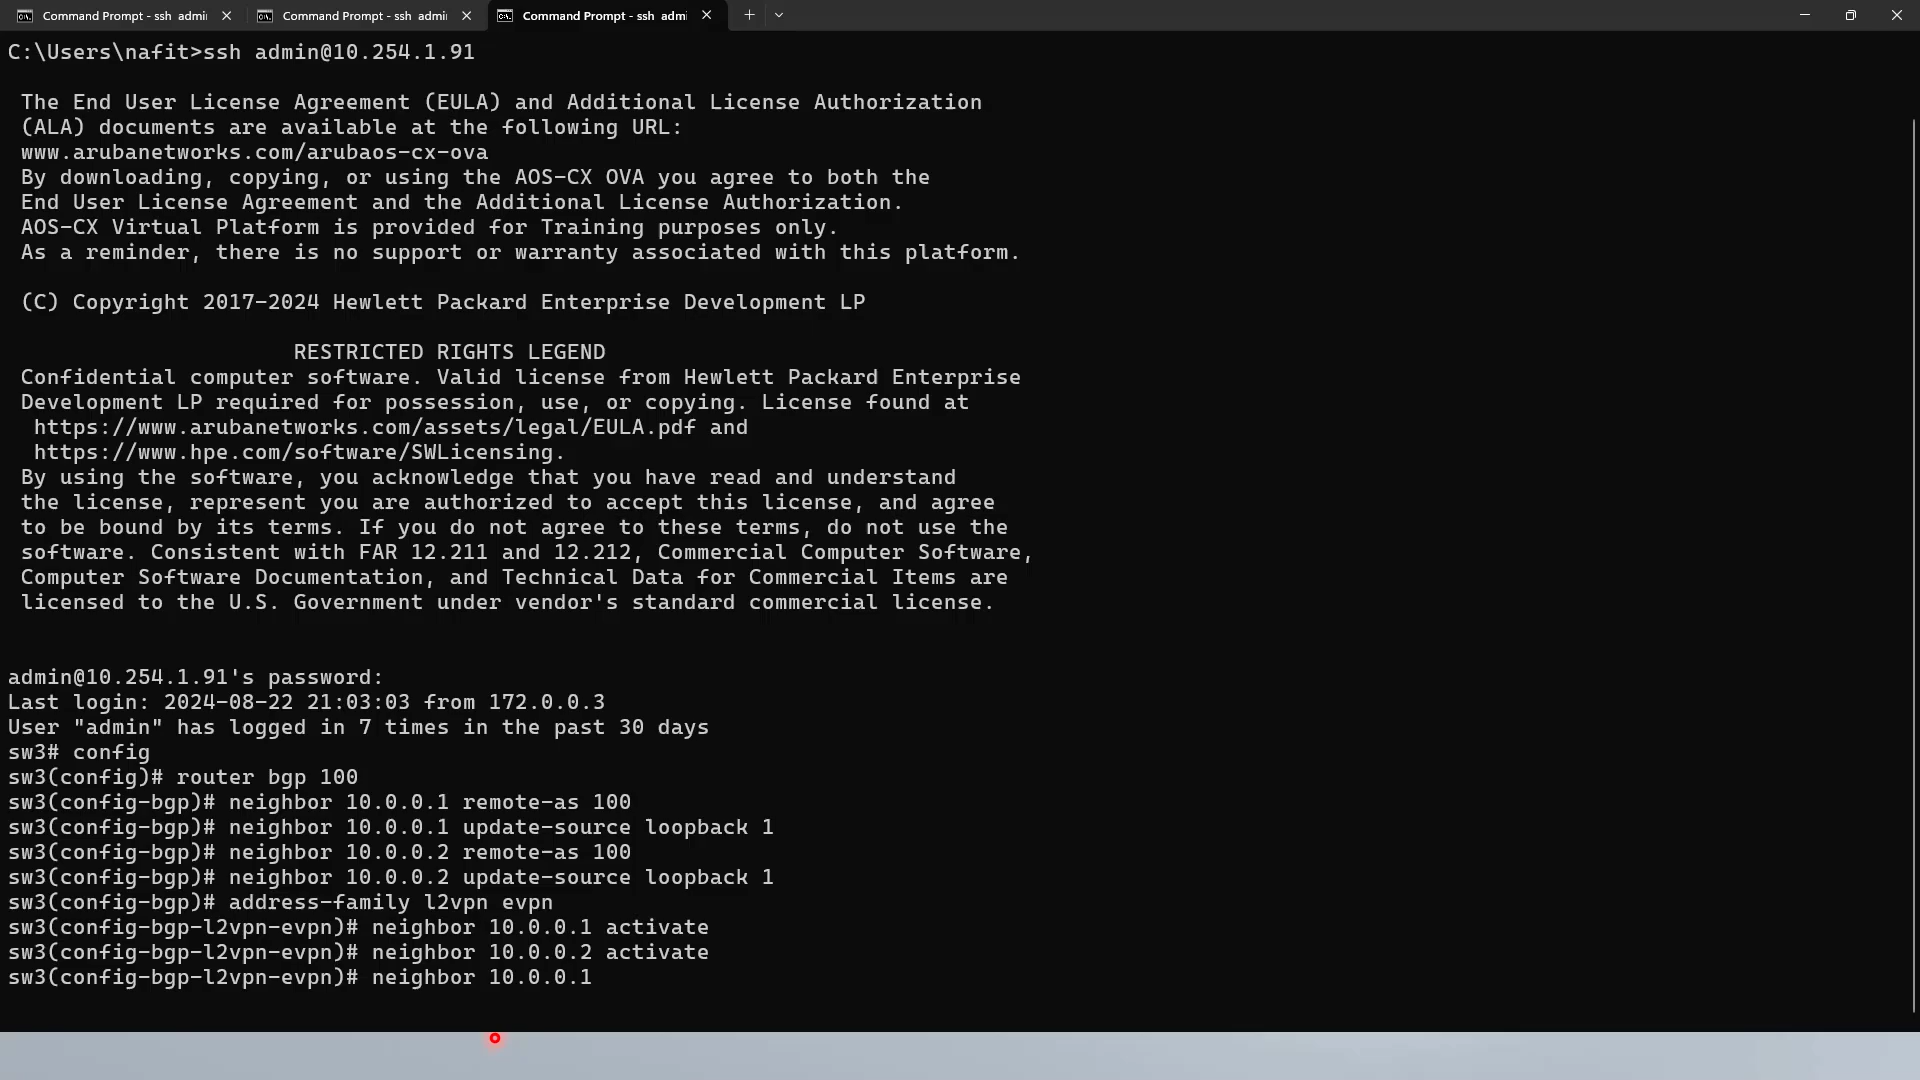 Command Prompt - ssh admi
Command Prompt - ssh admi
Command Prompt - ssh admi
C:\Users\nafit>ssh admin@10.254.1.91
The End User License Agreement (EULA) and Additional License Authorization
(ALA) documents are available at the following URL:
www.arubanetworks.com/arubaos-cx-ova
By downloading, copying, or using the AOS-CX OVA you agree to both the
End User License Agreement and the Additional License Authorization.
AOS-CX Virtual Platform is provided for Training purposes only.
As a reminder, there is no support or warranty associated with this platform.
(C) Copyright 2017-2024 Hewlett Packard Enterprise Development LP
RESTRICTED RIGHTS LEGEND
Confidential computer software. Valid license from Hewlett Packard Enterprise
Development LP required for possession, use, or copying. License found at
https://www.arubanetworks.com/assets/legal/EULA.pdf and
https://www.hpe.com/software/SWLicensing.
By using the software, you acknowledge that you have read and understand
the license, represent you are authorized to accept this license, and agree
to be bound by its terms. If you do not agree to these terms, do not use the
software. Consistent with FAR 12.211 and 12.212, Commercial Computer Software,
Computer Software Documentation, and Technical Data for Commercial Items are
licensed to the U.S. Government under vendor's standard commercial license.
admin@10.254.1.91's password:
Last login: 2024-08-22 21:03:03 from 172.0.0.3
User "admin" has logged in 7 times in the past 30 days
sw3# config
sw3(config)# router bgp 100
sw3(config-bgp)# neighbor 10.0.0.1 remote-as 100
sw3(config-bgp)# neighbor 10.0.0.1 update-source loopback 1
sw3(config-bgp)# neighbor 10.0.0.2 remote-as 100
sw3(config-bgp)# neighbor 10.0.0.2 update-source loopback 1
sw3(config-bgp)# address-family l2vpn evpn
sw3(config-bgp-l2vpn-evpn)# neighbor 10.0.0.1 activate
sw3(config-bgp-l2vpn-evpn)# neighbor 10.0.0.2 activate
sw3(config-bgp-l2vpn-evpn)# neighbor 10.0.0.1